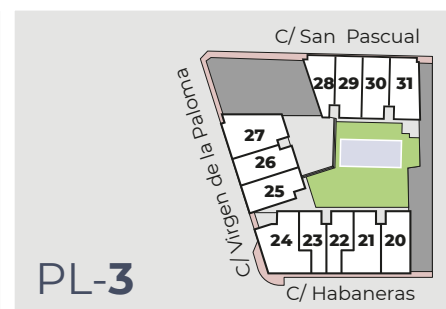 C/ San Pascual
28 29 30 31
C/ Virgen de la Paloma
27
26
25
24 23 22 21 20
PL-3
C/ Habaneras